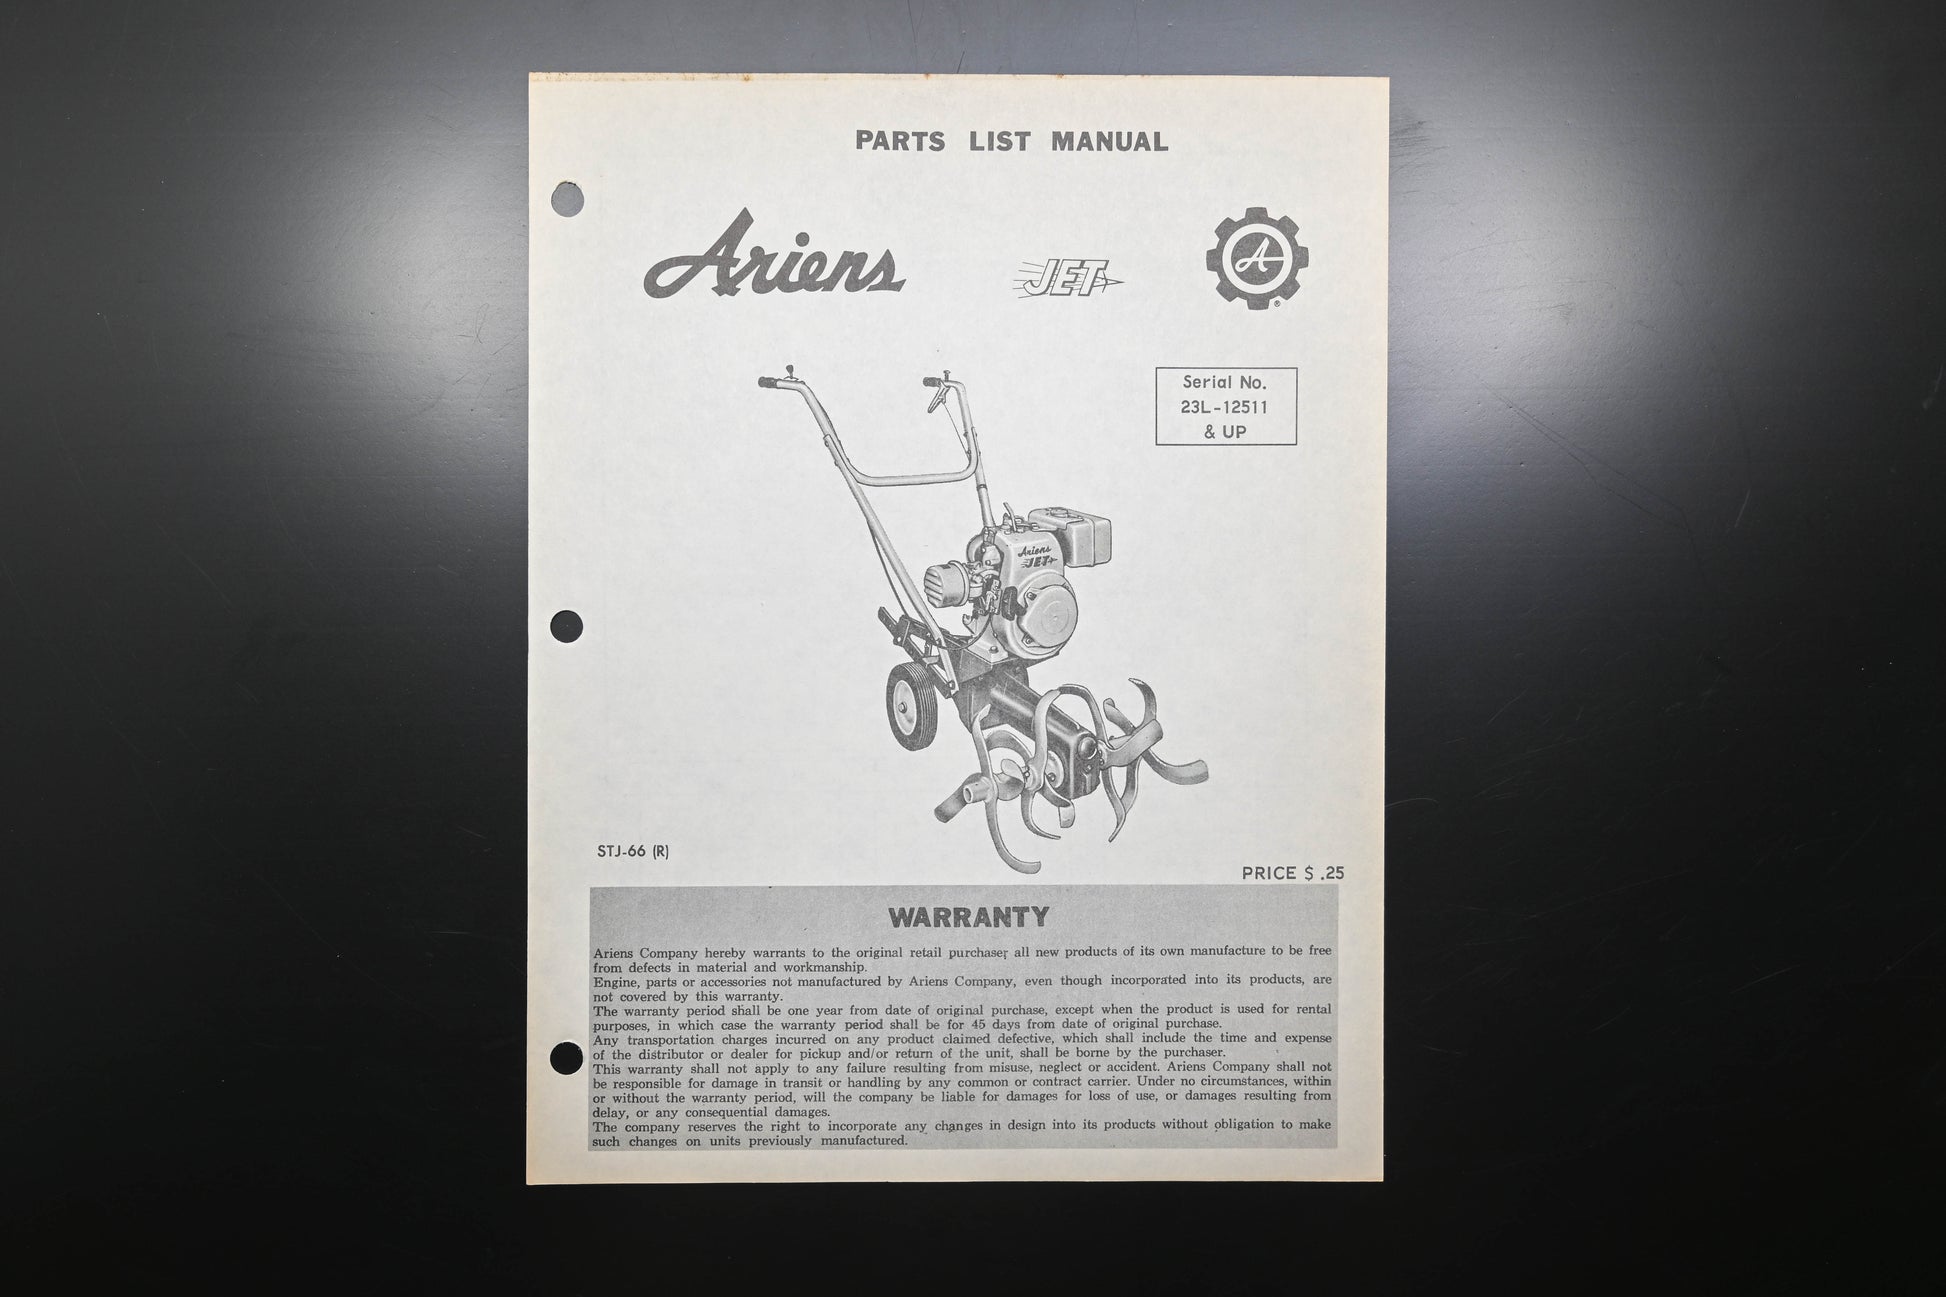 PARTS LIST MANUAL
Ariens
JET
A
®
Serial No.
23L-12511
& UP
Ariens
JET
STJ-66 (R)
PRICE $ .25
WARRANTY
Ariens Company hereby warrants to the original retail purchaser all new products of its own manufacture to be free
from defects in material and workmanship.
Engine, parts or accessories not manufactured by Ariens Company, even though incorporated into its products, are
not covered by this warranty.
The warranty period shall be one year from date of original purchase, except when the product is used for rental
purposes, in which case the warranty period shall be for 45 days from date of original purchase.
Any transportation charges incurred on any product claimed defective, which shall include the time and expense
of the distributor or dealer for pickup and/or return of the unit, shall be borne by the purchaser.
This warranty shall not apply to any failure resulting from misuse, neglect or accident. Ariens Company shall not
be responsible for damage in transit or handling by any common or contract carrier. Under no circumstances, within
or without the warranty period, will the company be liable for damages for loss of use, or damages resulting from
delay, or any consequential damages.
The company reserves the right to incorporate any changes in design into its products without obligation to make
such changes on units previously manufactured.